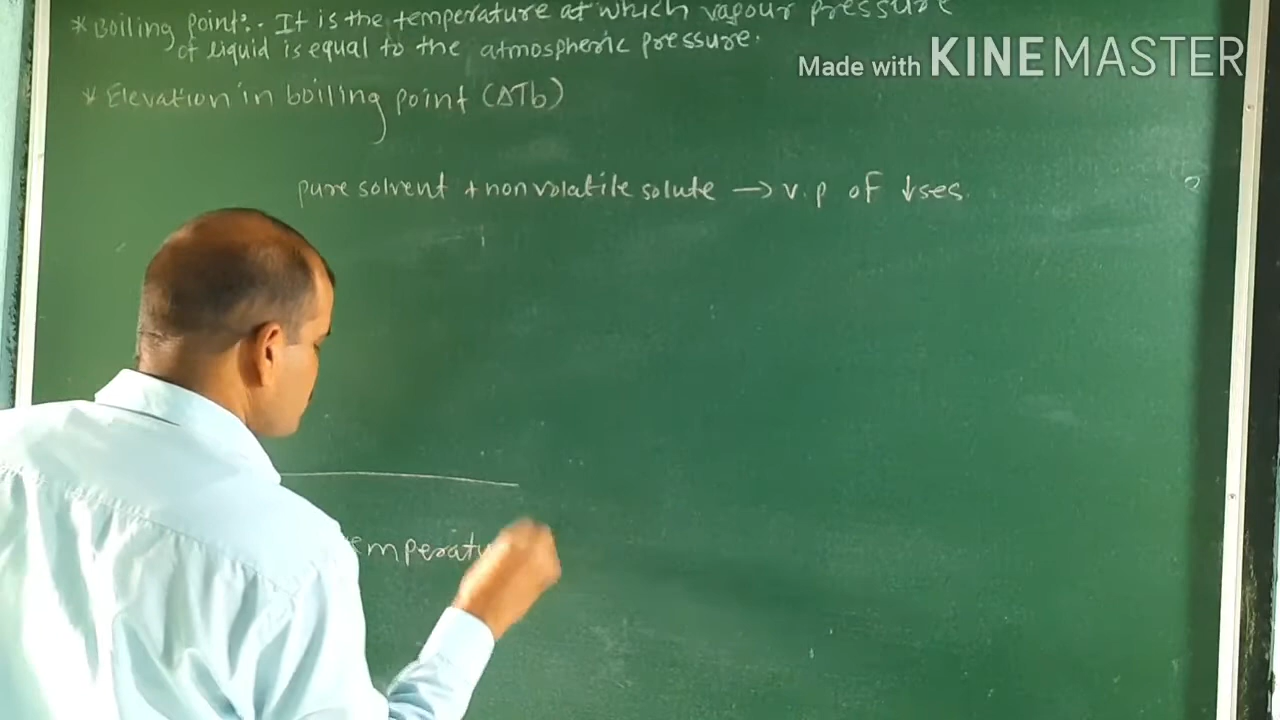 * Boiling point:- It is the temperature at which vapour pressure
of Liquid is equal to the atmospheric pressure.
Made with KINEMASTER
* Elevation in boiling point (ΔTb)
pure solvent + non volatile solute → v.p of ↓ses.
emperatu